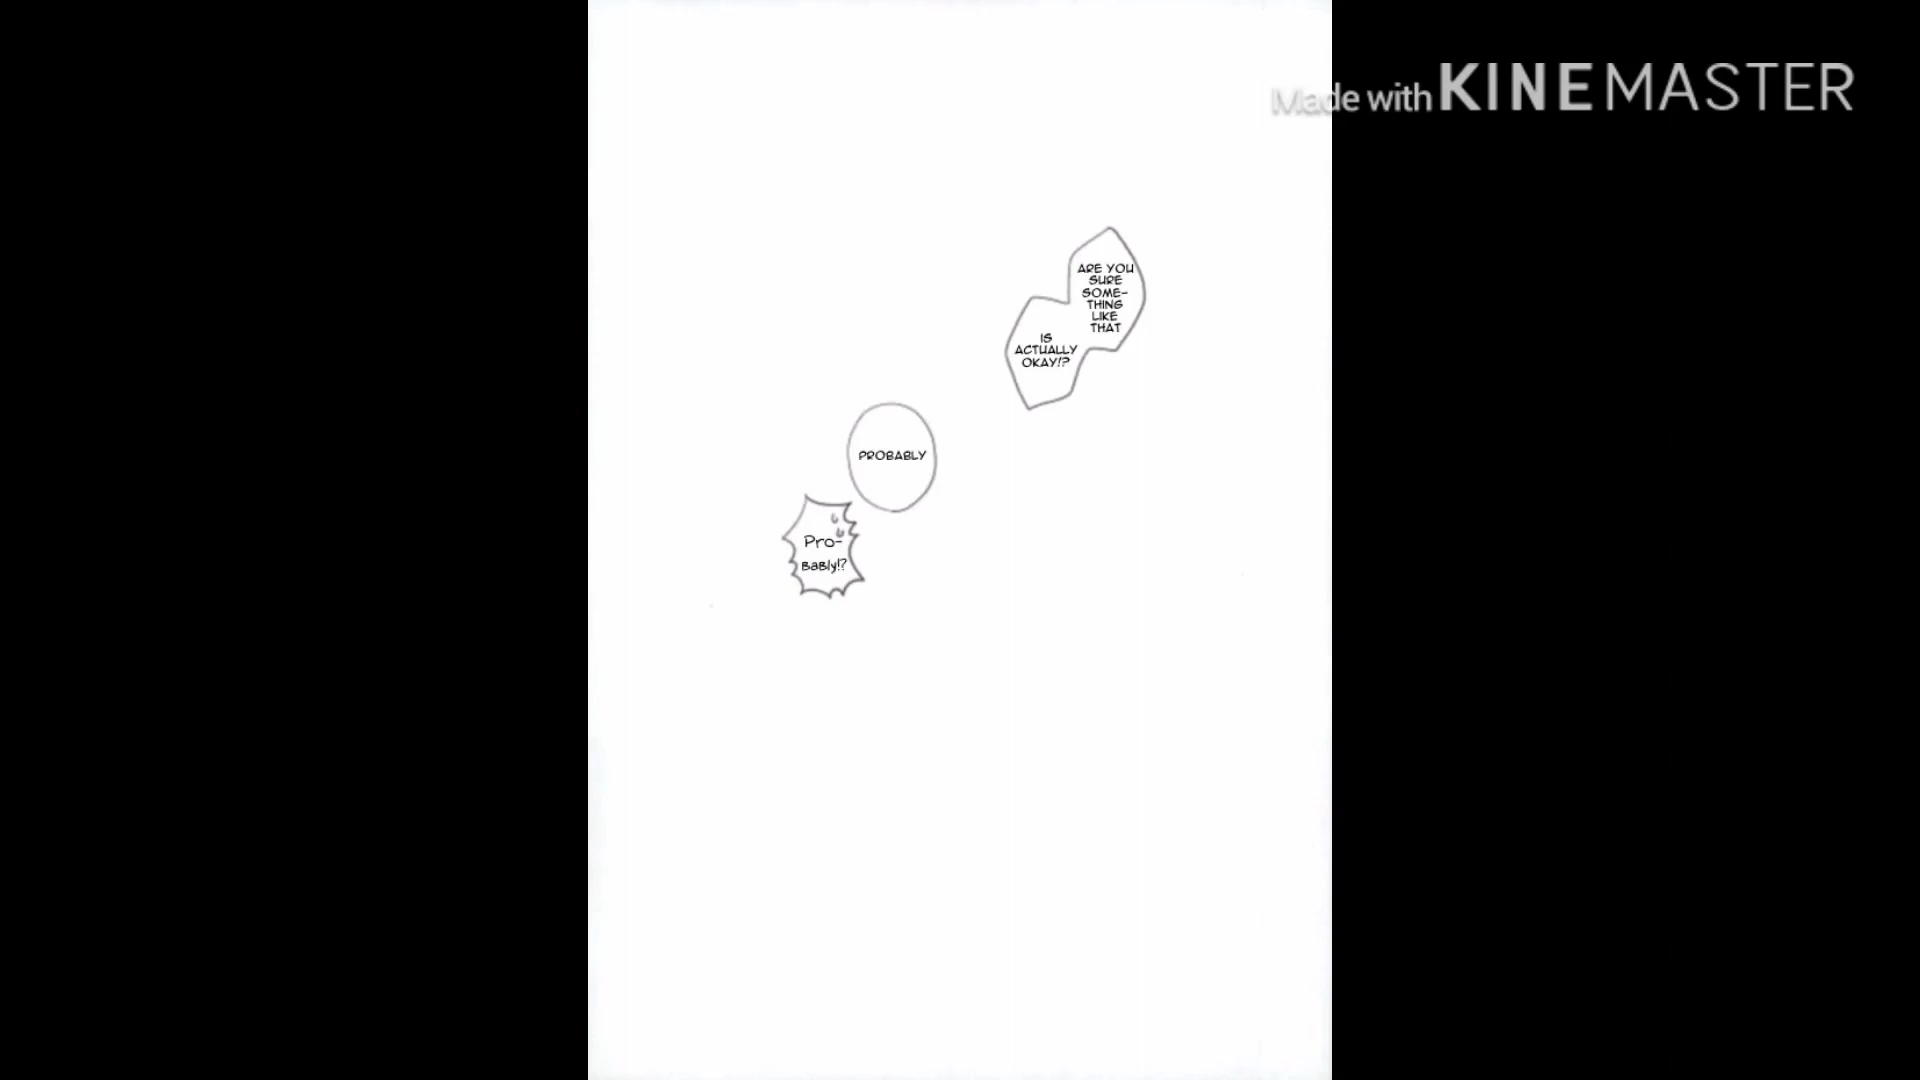 Made with KINEMASTER
ARE YOU
SURE
SOME-
THING
LIKE
THAT
IS
ACTUALLY
OKAY!?
PROBABLY
Pro-
BABly!?